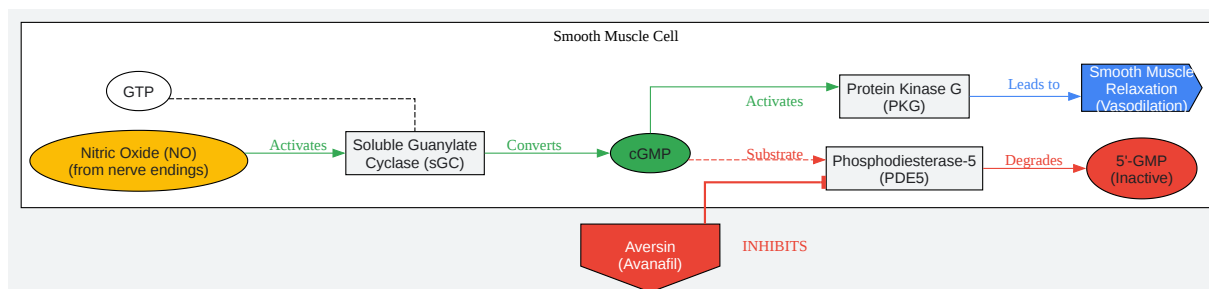 Smooth Muscle Cell
GTP
Nitric Oxide (NO)
(from nerve endings)
Activates
Soluble Guanylate
Cyclase (sGC)
Converts
cGMP
Activates
Protein Kinase G
(PKG)
Leads to
Smooth Muscle
Relaxation
(Vasodilation)
Substrate
Phosphodiesterase-5
(PDE5)
Degrades
5'-GMP
(Inactive)
Aversin
(Avanafil)
INHIBITS